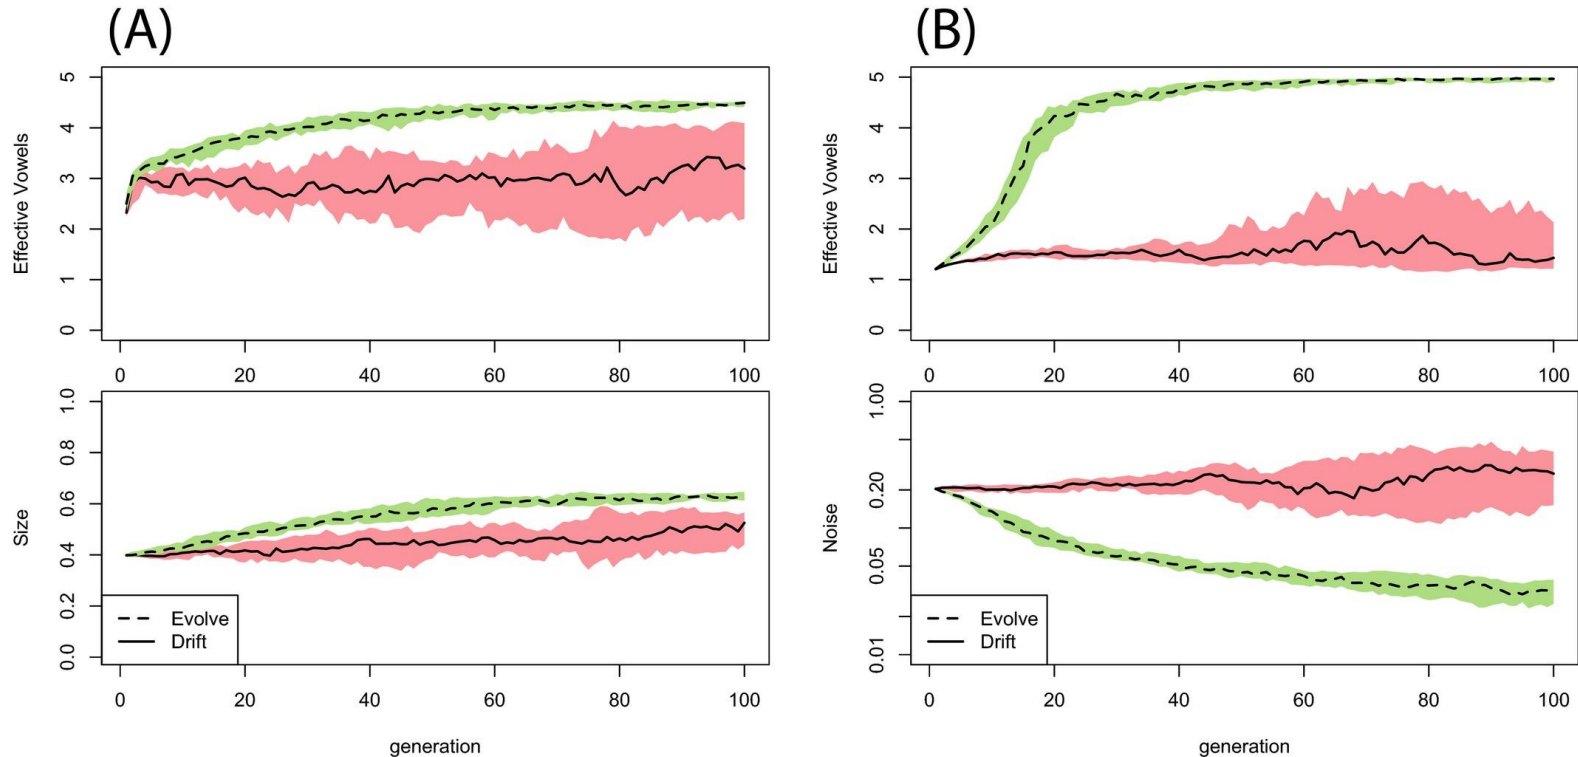 (A)
Effective Vowels
5
4
3
2
1
0
0 20 40 60 80 100
Size
1.0
0.8
0.6
0.4
0.2
0.0
Evolve
Drift
0 20 40 60 80 100
generation
(B)
Effective Vowels
5
4
3
2
1
0
0 20 40 60 80 100
Noise
1.00
0.20
0.05
0.01
Evolve
Drift
0 20 40 60 80 100
generation